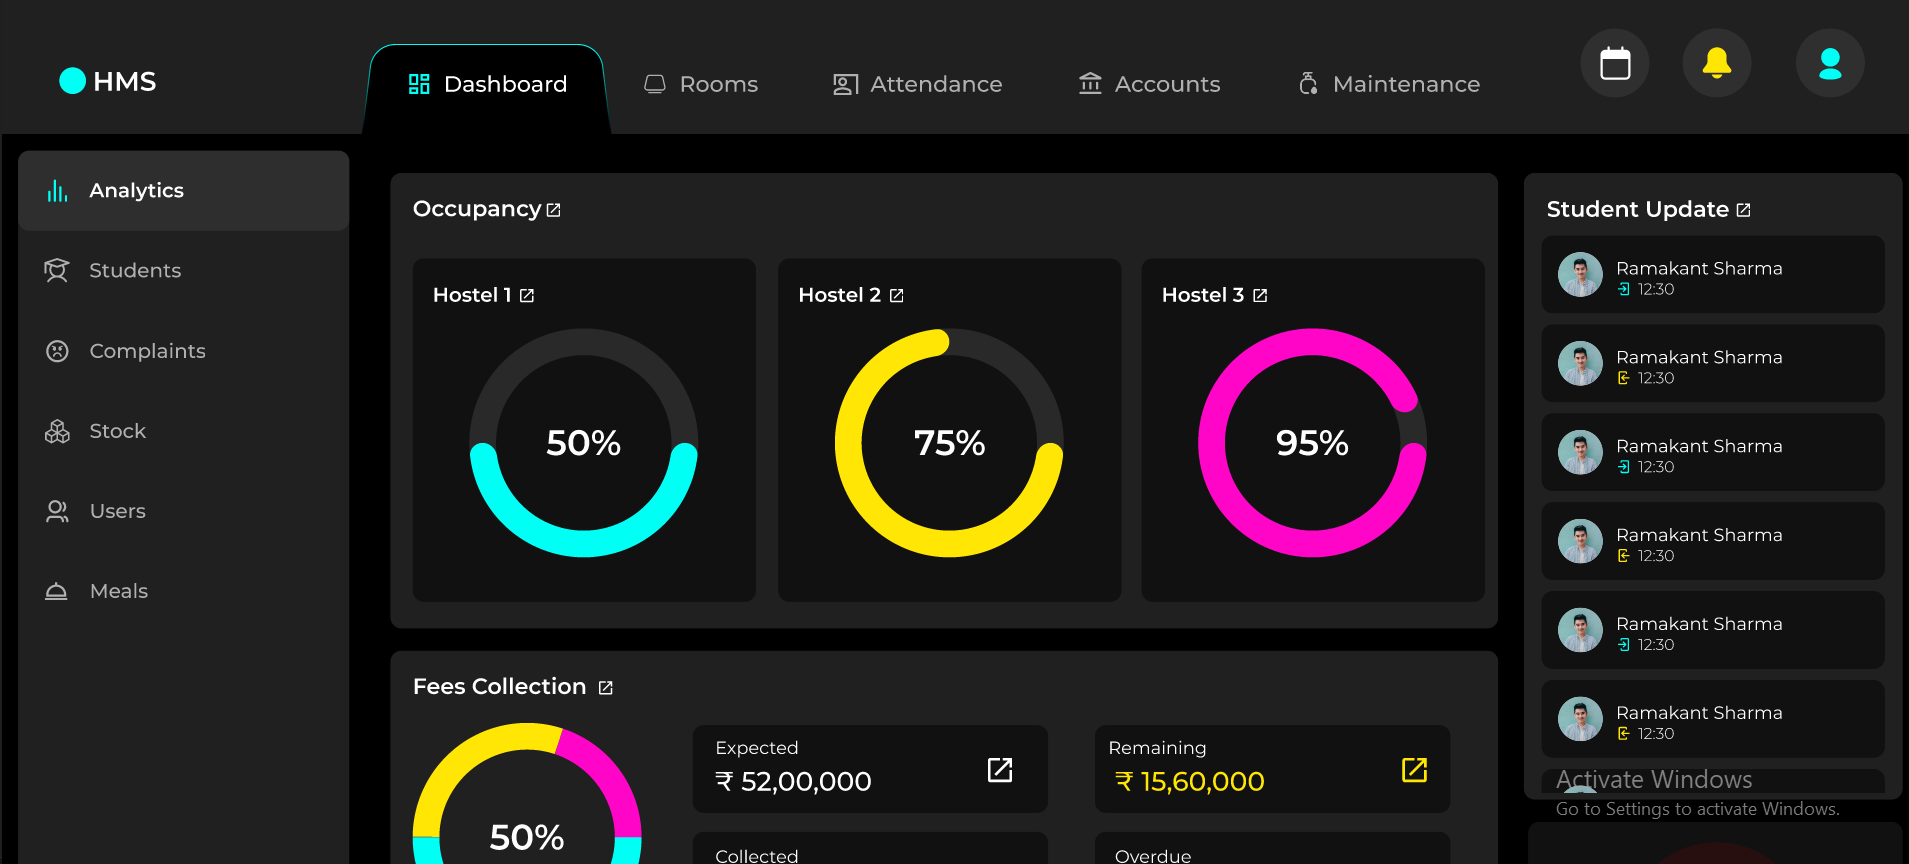 HMS
Dashboard
Rooms
Attendance
Accounts
Maintenance
Analytics
Students
Complaints
Stock
Users
Meals
Occupancy
Hostel 1
50%
Hostel 2
75%
Hostel 3
95%
Fees Collection
50%
Expected
₹ 52,00,000
Remaining
₹ 15,60,000
Collected
Overdue
Student Update
Ramakant Sharma
12:30
Ramakant Sharma
12:30
Ramakant Sharma
12:30
Ramakant Sharma
12:30
Ramakant Sharma
12:30
Ramakant Sharma
12:30
Activate Windows
Go to Settings to activate Windows.